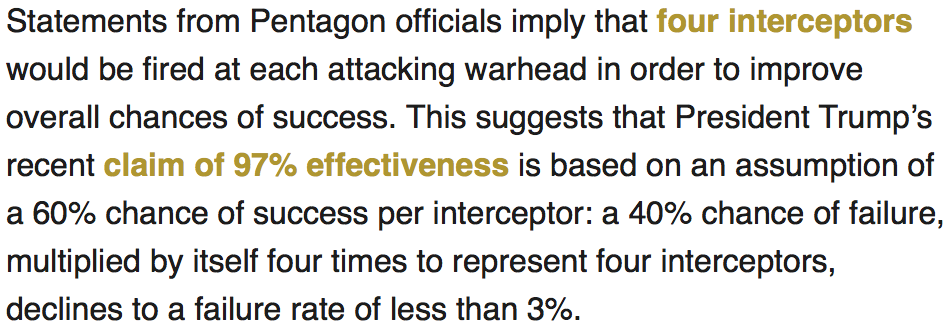 Statements from Pentagon officials imply that four interceptors
would be fired at each attacking warhead in order to improve
overall chances of success. This suggests that President Trump’s
recent claim of 97% effectiveness is based on an assumption of
a 60% chance of success per interceptor: a 40% chance of failure,
multiplied by itself four times to represent four interceptors,
declines to a failure rate of less than 3%.